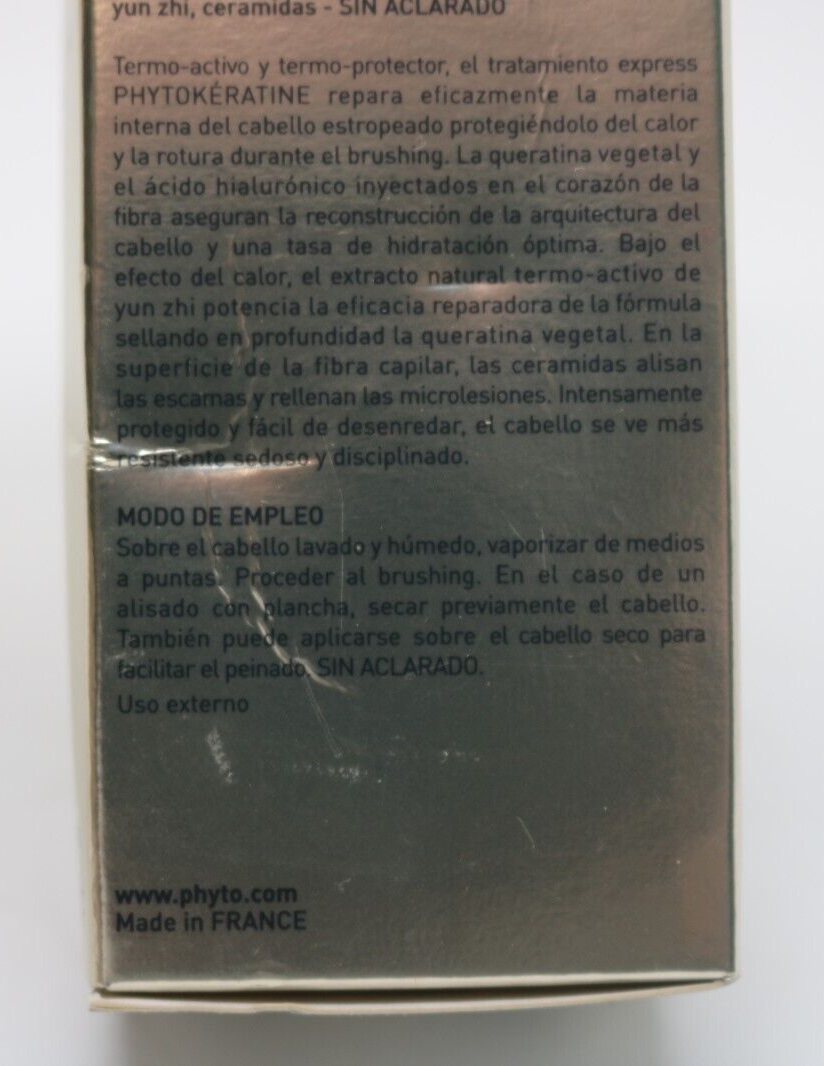 yun zhi, ceramidas - SIN ACLARADO
Termo-activo y termo-protector, el tratamiento express
PHYTOKÉRATINE repara eficazmente la materia
interna del cabello estropeado protegiéndolo del calor
y la rotura durante el brushing. La queratina vegetal y
el ácido hialurónico inyectados en el corazón de la
fibra aseguran la reconstrucción de la arquitectura del
cabello y una tasa de hidratación óptima. Bajo el
efecto del calor, el extracto natural termo-activo de
yun zhi potencia la eficacia reparadora de la fórmula
sellando en profundidad la queratina vegetal. En la
superficie de la fibra capilar, las ceramidas alisan
las escamas y rellenan las microlesiones. Intensamente
protegido y fácil de desenredar, el cabello se ve más
resistente sedoso y disciplinado.
MODO DE EMPLEO
Sobre el cabello lavado y húmedo, vaporizar de medios
a puntas. Proceder al brushing. En el caso de un
alisado con plancha, secar previamente el cabello.
También puede aplicarse sobre el cabello seco para
facilitar el peinado. SIN ACLARADO.
Uso externo
www.phyto.com
Made in FRANCE